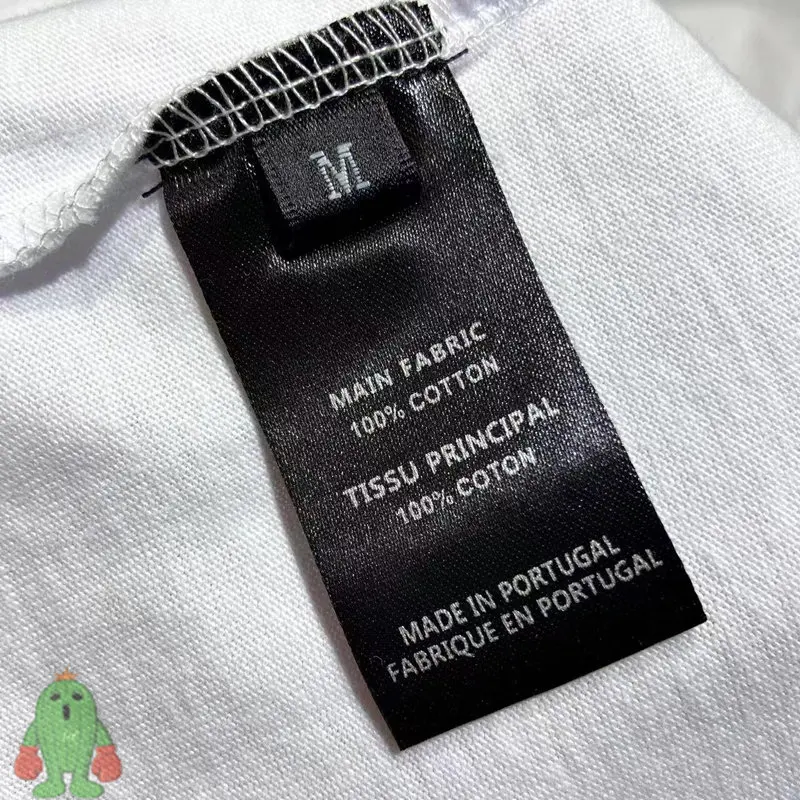 M
MAIN FABRIC
100% COTTON
TISSU PRINCIPAL
100% COTON
MADE IN PORTUGAL
FABRIQUE EN PORTUGAL